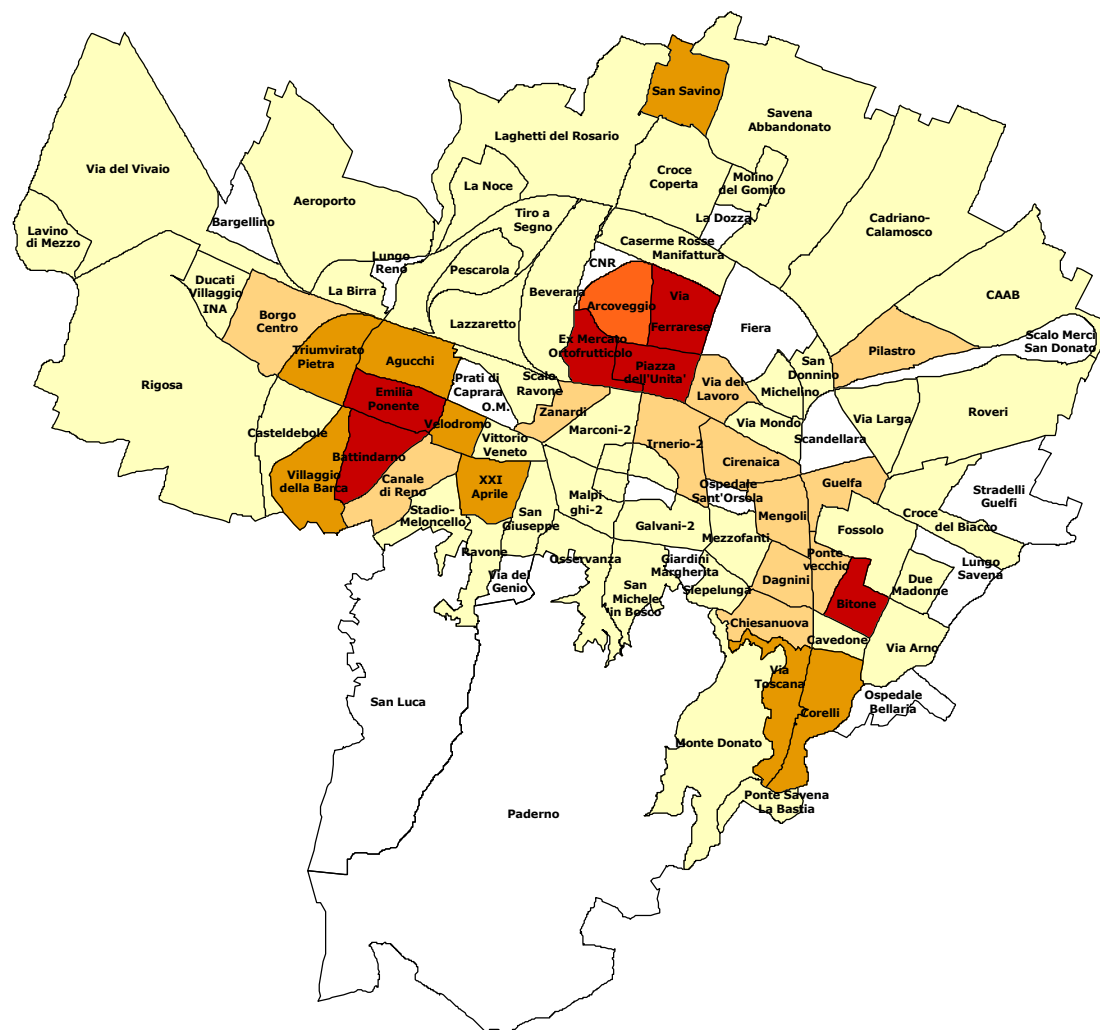 San Savino
Savena
Abbandonato
Laghetti del Rosario
Via del Vivaio
La Noce
Croce
Coperta
Molino
del Gomito
Aeroporto
Bargellino
Tiro a
Segno
La Dozza
Cadriano-
Calamosco
Lavino
di Mezzo
Lungo
Reno
Caserme Rosse
Manifattura
CNR
Pescarola
Ducati
Villaggio
INA
La Birra
Beverara
Arcoveggio
Via
Ferrarese
CAAB
Borgo
Centro
Lazzaretto
Fiera
Scalo Merci
San Donato
Ex Mercato
Ortofrutticolo
Triumvirato
Pietra
Agucchi
Pilastro
Piazza
dell'Unita'
San
Donnino
Rigosa
Prati di
Caprara
O.M.
Scalo
Ravone
Via del
Lavoro
Michelino
Emilia
Ponente
Zanardi
Via Larga
Roveri
Casteldebole
Velodromo
Marconi-2
Via Mondo
Vittorio
Veneto
Irnerio-2
Scandellara
Battindarno
Cirenaica
Villaggio
della Barca
Canale
di Reno
XXI
Aprile
Ospedale
Sant'Orsola
Guelfa
Stradelli
Guelfi
Malpi
ghi-2
Croce
del Biacco
Stadio-
Meloncello
San
Giuseppe
Galvani-2
Mengoli
Mezzofanti
Fossolo
Ravone
Osservanza
Giardini
Margherita
Ponte
vecchio
Lungo
Savena
Via del
Genio
San
Michele
in Bosco
Siepelunga
Dagnini
Bitone
Due
Madonne
Chiesanuova
Cavedone
Via Arno
Via
Toscana
San Luca
Corelli
Ospedale
Bellaria
Monte Donato
Ponte Savena
La Bastia
Paderno